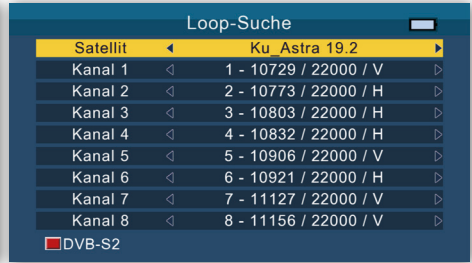 Loop-Suche
Satellit Ku_Astra 19.2
Kanal 1 1 - 10729 / 22000 / V
Kanal 2 2 - 10773 / 22000 / H
Kanal 3 3 - 10803 / 22000 / H
Kanal 4 4 - 10832 / 22000 / H
Kanal 5 5 - 10906 / 22000 / V
Kanal 6 6 - 10921 / 22000 / H
Kanal 7 7 - 11127 / 22000 / V
Kanal 8 8 - 11156 / 22000 / V
DVB-S2